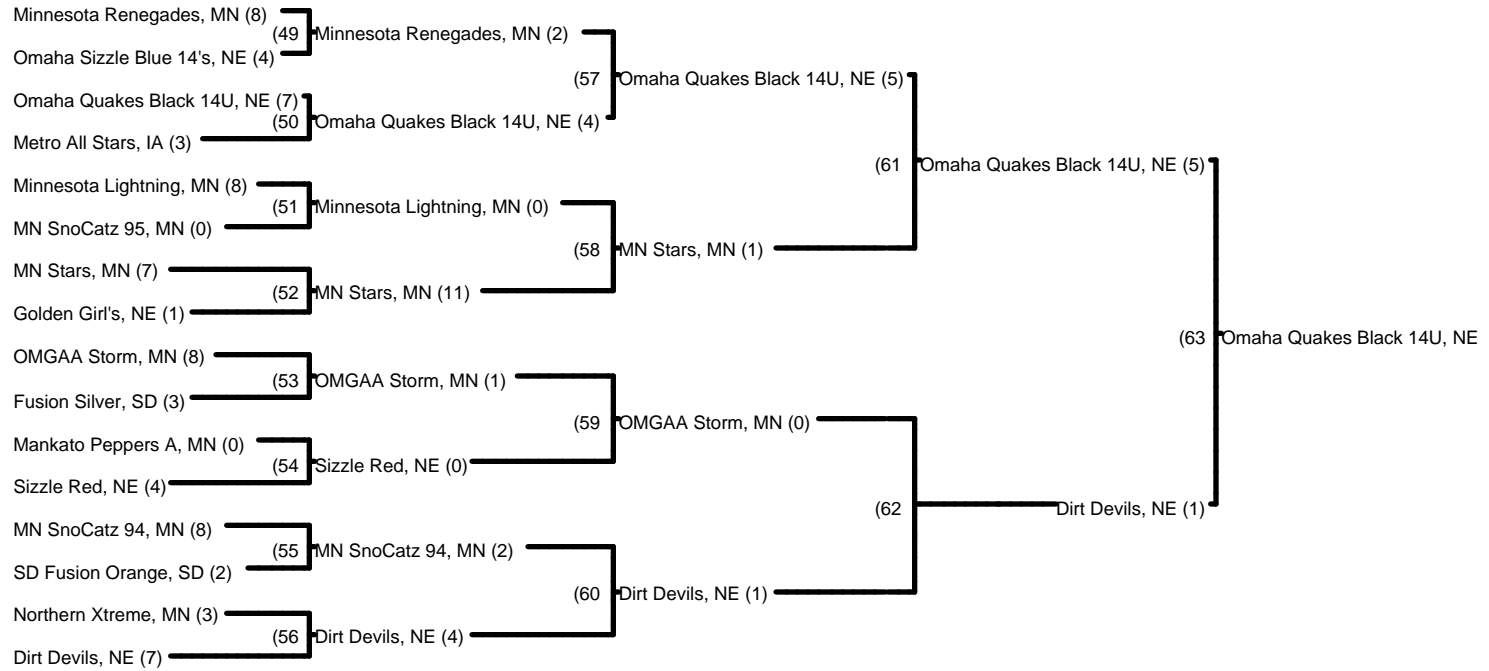 Minnesota Renegades, MN (8)
(49
Minnesota Renegades, MN (2)
Omaha Sizzle Blue 14's, NE (4)
(57
Omaha Quakes Black 14U, NE (5)
Omaha Quakes Black 14U, NE (7)
(50
Omaha Quakes Black 14U, NE (4)
Metro All Stars, IA (3)
(61
Omaha Quakes Black 14U, NE (5)
Minnesota Lightning, MN (8)
(51
Minnesota Lightning, MN (0)
MN SnoCatz 95, MN (0)
(58
MN Stars, MN (1)
MN Stars, MN (7)
(52
MN Stars, MN (11)
Golden Girl's, NE (1)
(63
Omaha Quakes Black 14U, NE
OMGAA Storm, MN (8)
(53
OMGAA Storm, MN (1)
Fusion Silver, SD (3)
(59
OMGAA Storm, MN (0)
Mankato Peppers A, MN (0)
(54
Sizzle Red, NE (0)
Sizzle Red, NE (4)
(62
Dirt Devils, NE (1)
MN SnoCatz 94, MN (8)
(55
MN SnoCatz 94, MN (2)
SD Fusion Orange, SD (2)
(60
Dirt Devils, NE (1)
Northern Xtreme, MN (3)
(56
Dirt Devils, NE (4)
Dirt Devils, NE (7)